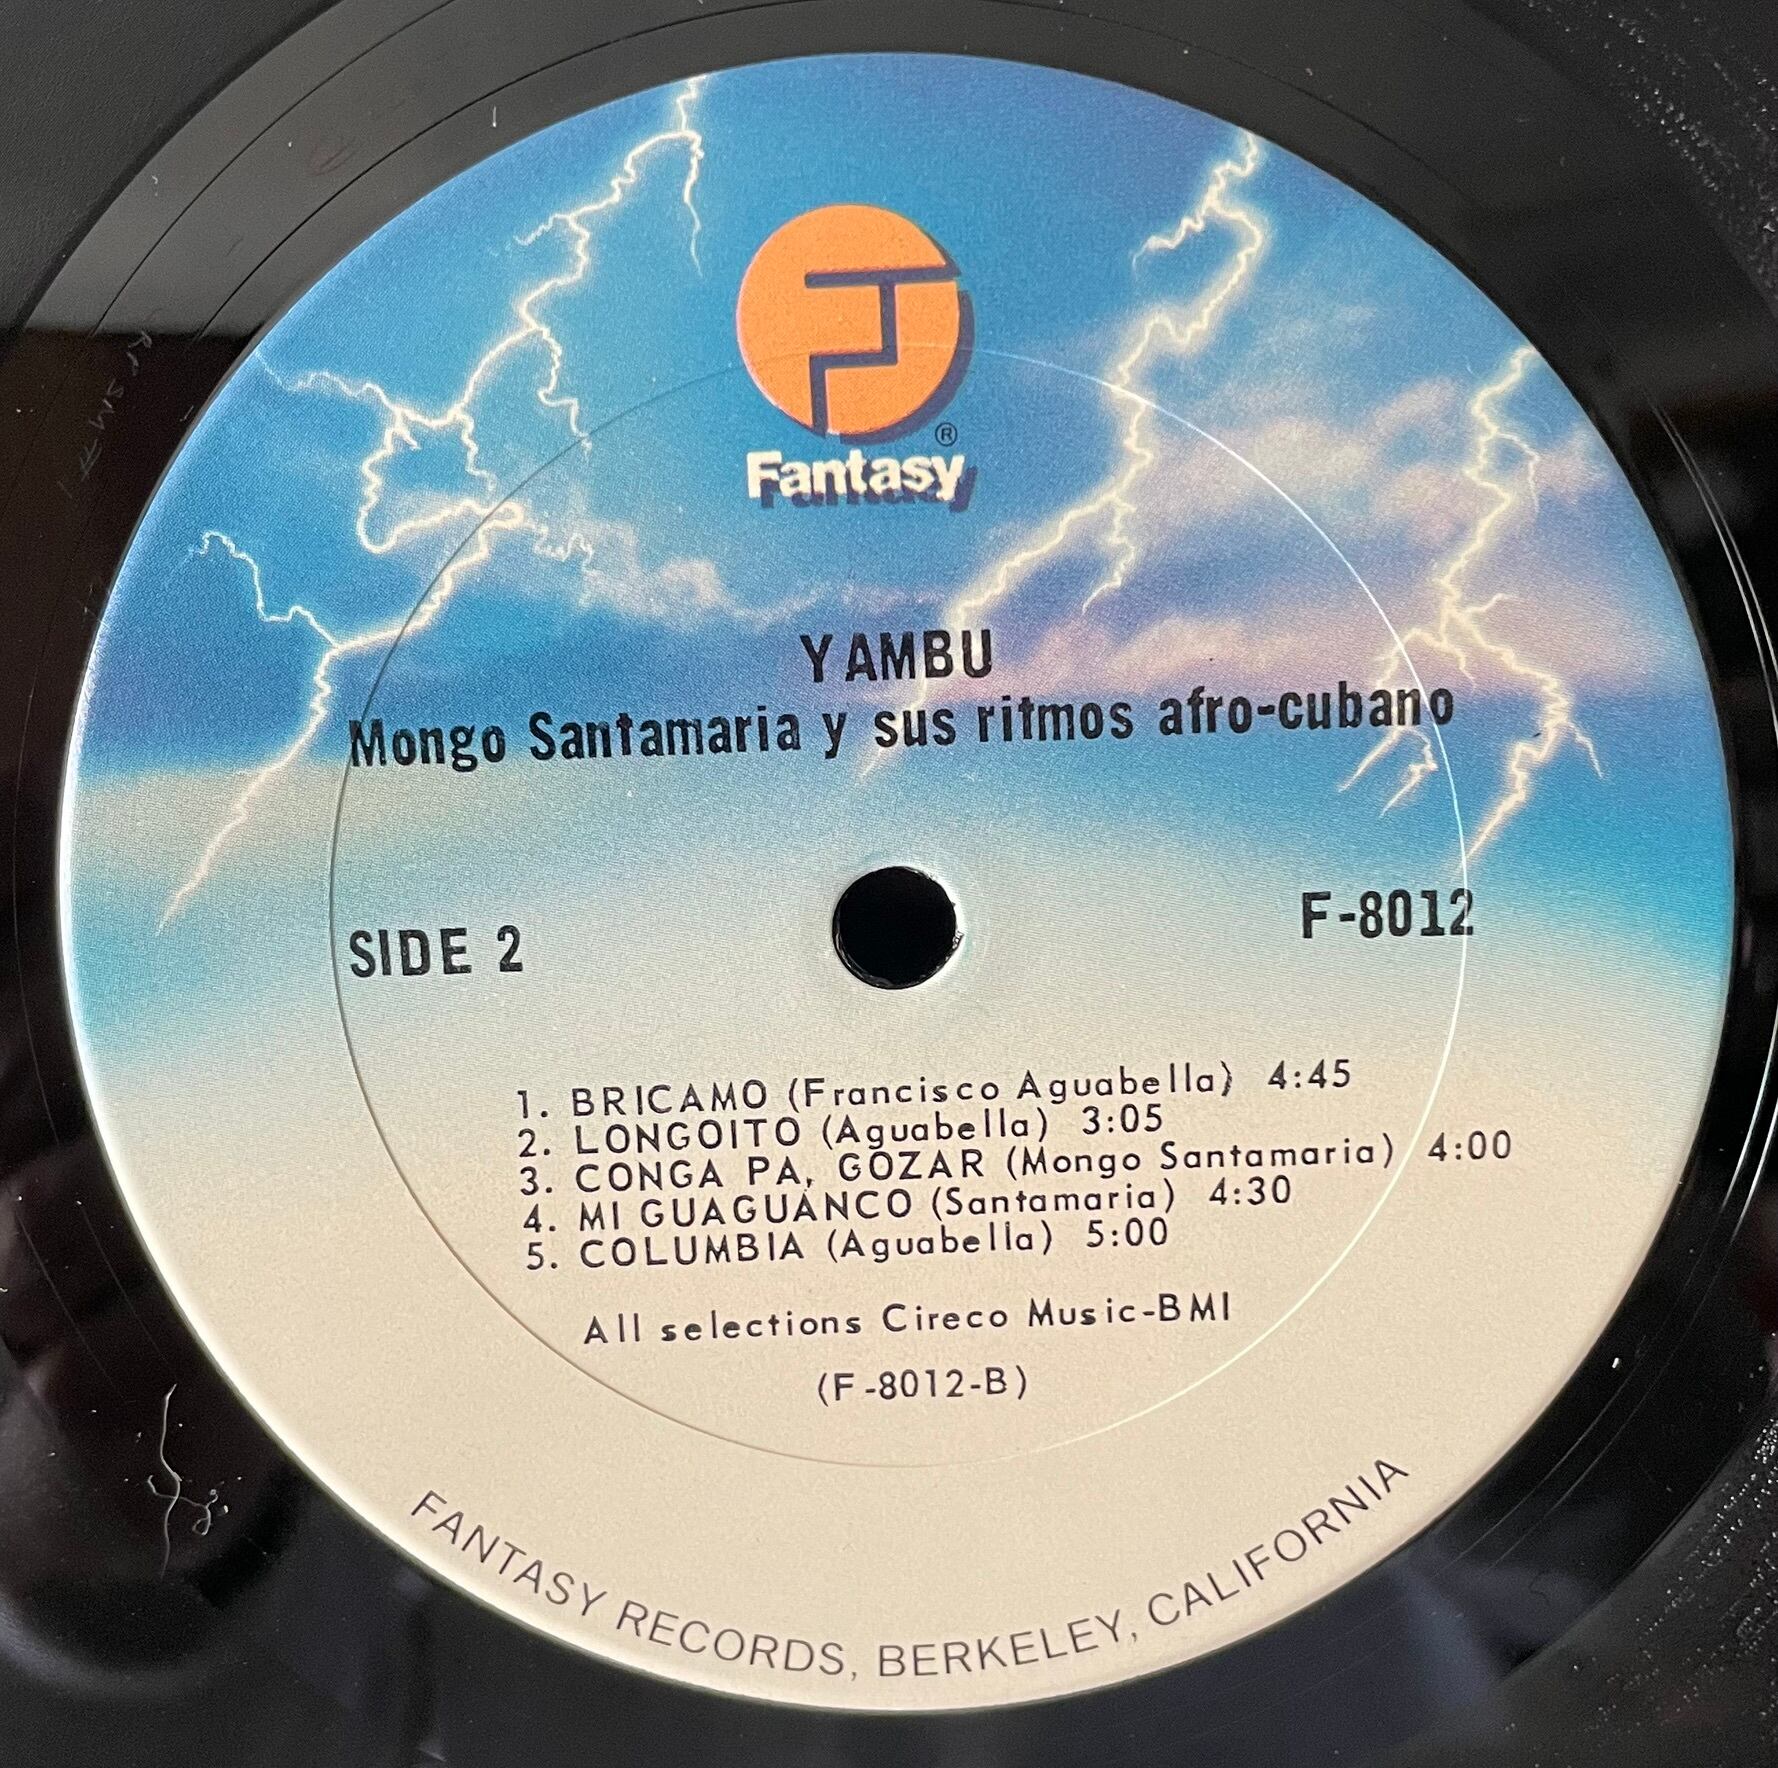 ®
Fantasy
YAMBU
Mongo Santamaria y sus ritmos afro-cubano
SIDE 2
F-8012
1. BRICAMO (Francisco Aguabella) 4:45
2. LONGOITO (Aguabella) 3:05
3. CONGA PA, GOZAR (Mongo Santamaria) 4:00
4. MI GUAGUANCO (Santamaria) 4:30
5. COLUMBIA (Aguabella) 5:00
All selections Cireco Music-BMI
(F-8012-B)
FANTASY RECORDS, BERKELEY, CALIFORNIA